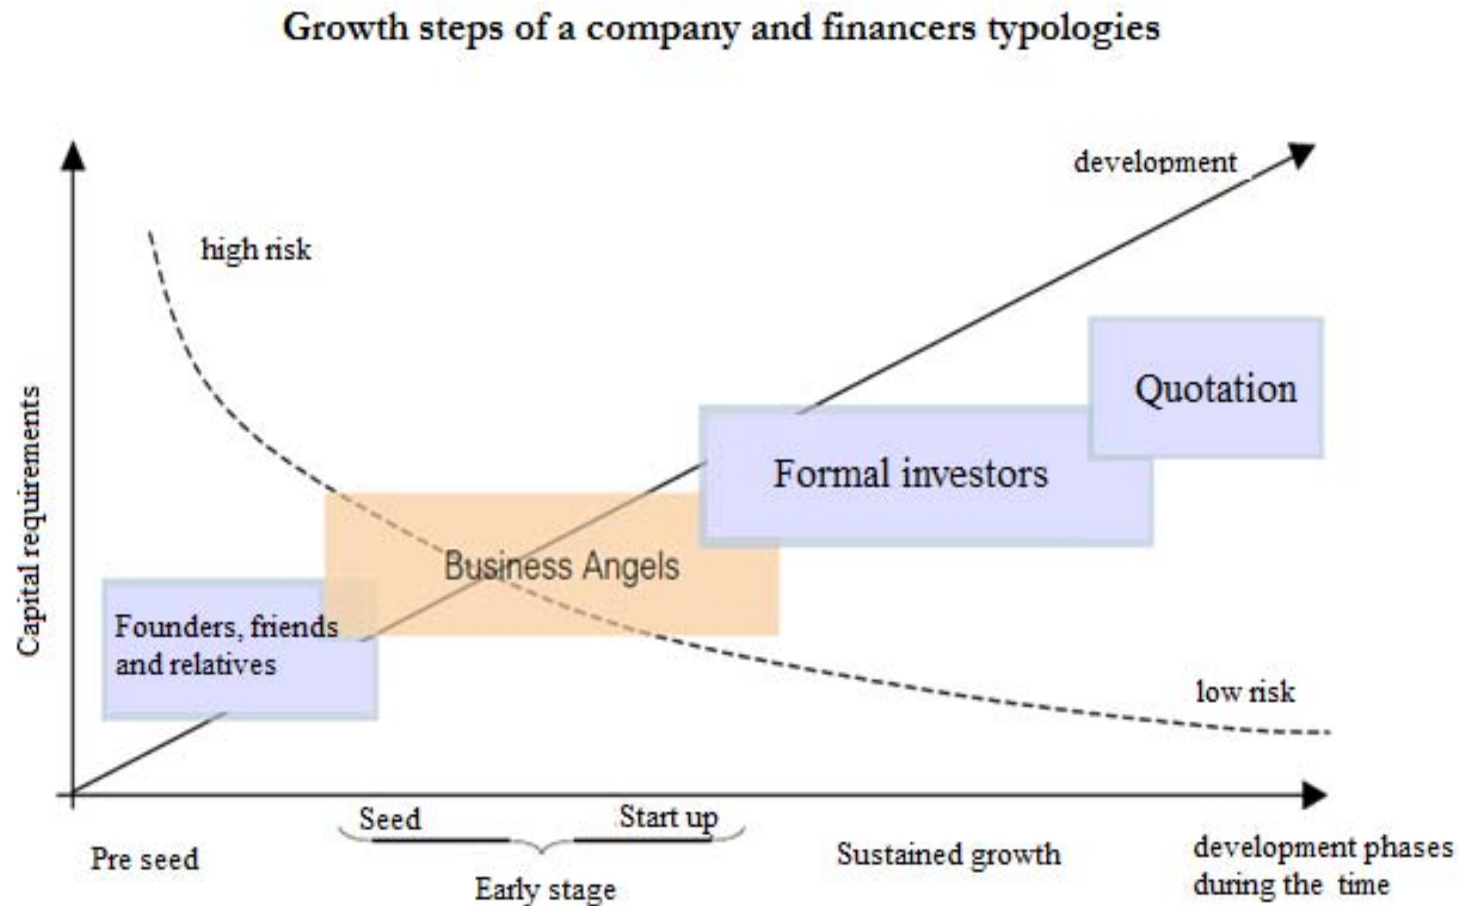 Growth steps of a company and financers typologies
development
high risk
Quotation
Capital requirements
Formal investors
Business Angels
Founders, friends
and relatives
low risk
Seed
Start up
Pre seed
Sustained growth
development phases
during the time
Early stage